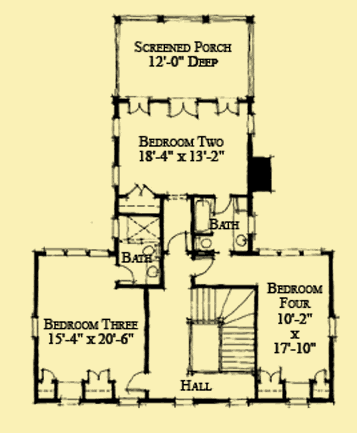 SCREENED PORCH
12'-0" DEEP
BEDROOM TWO
18'-4" x 13'-2"
BATH
BATH
BEDROOM THREE
15'-4" x 20'-6"
BEDROOM
FOUR
10'-2"
x
17'-10"
HALL